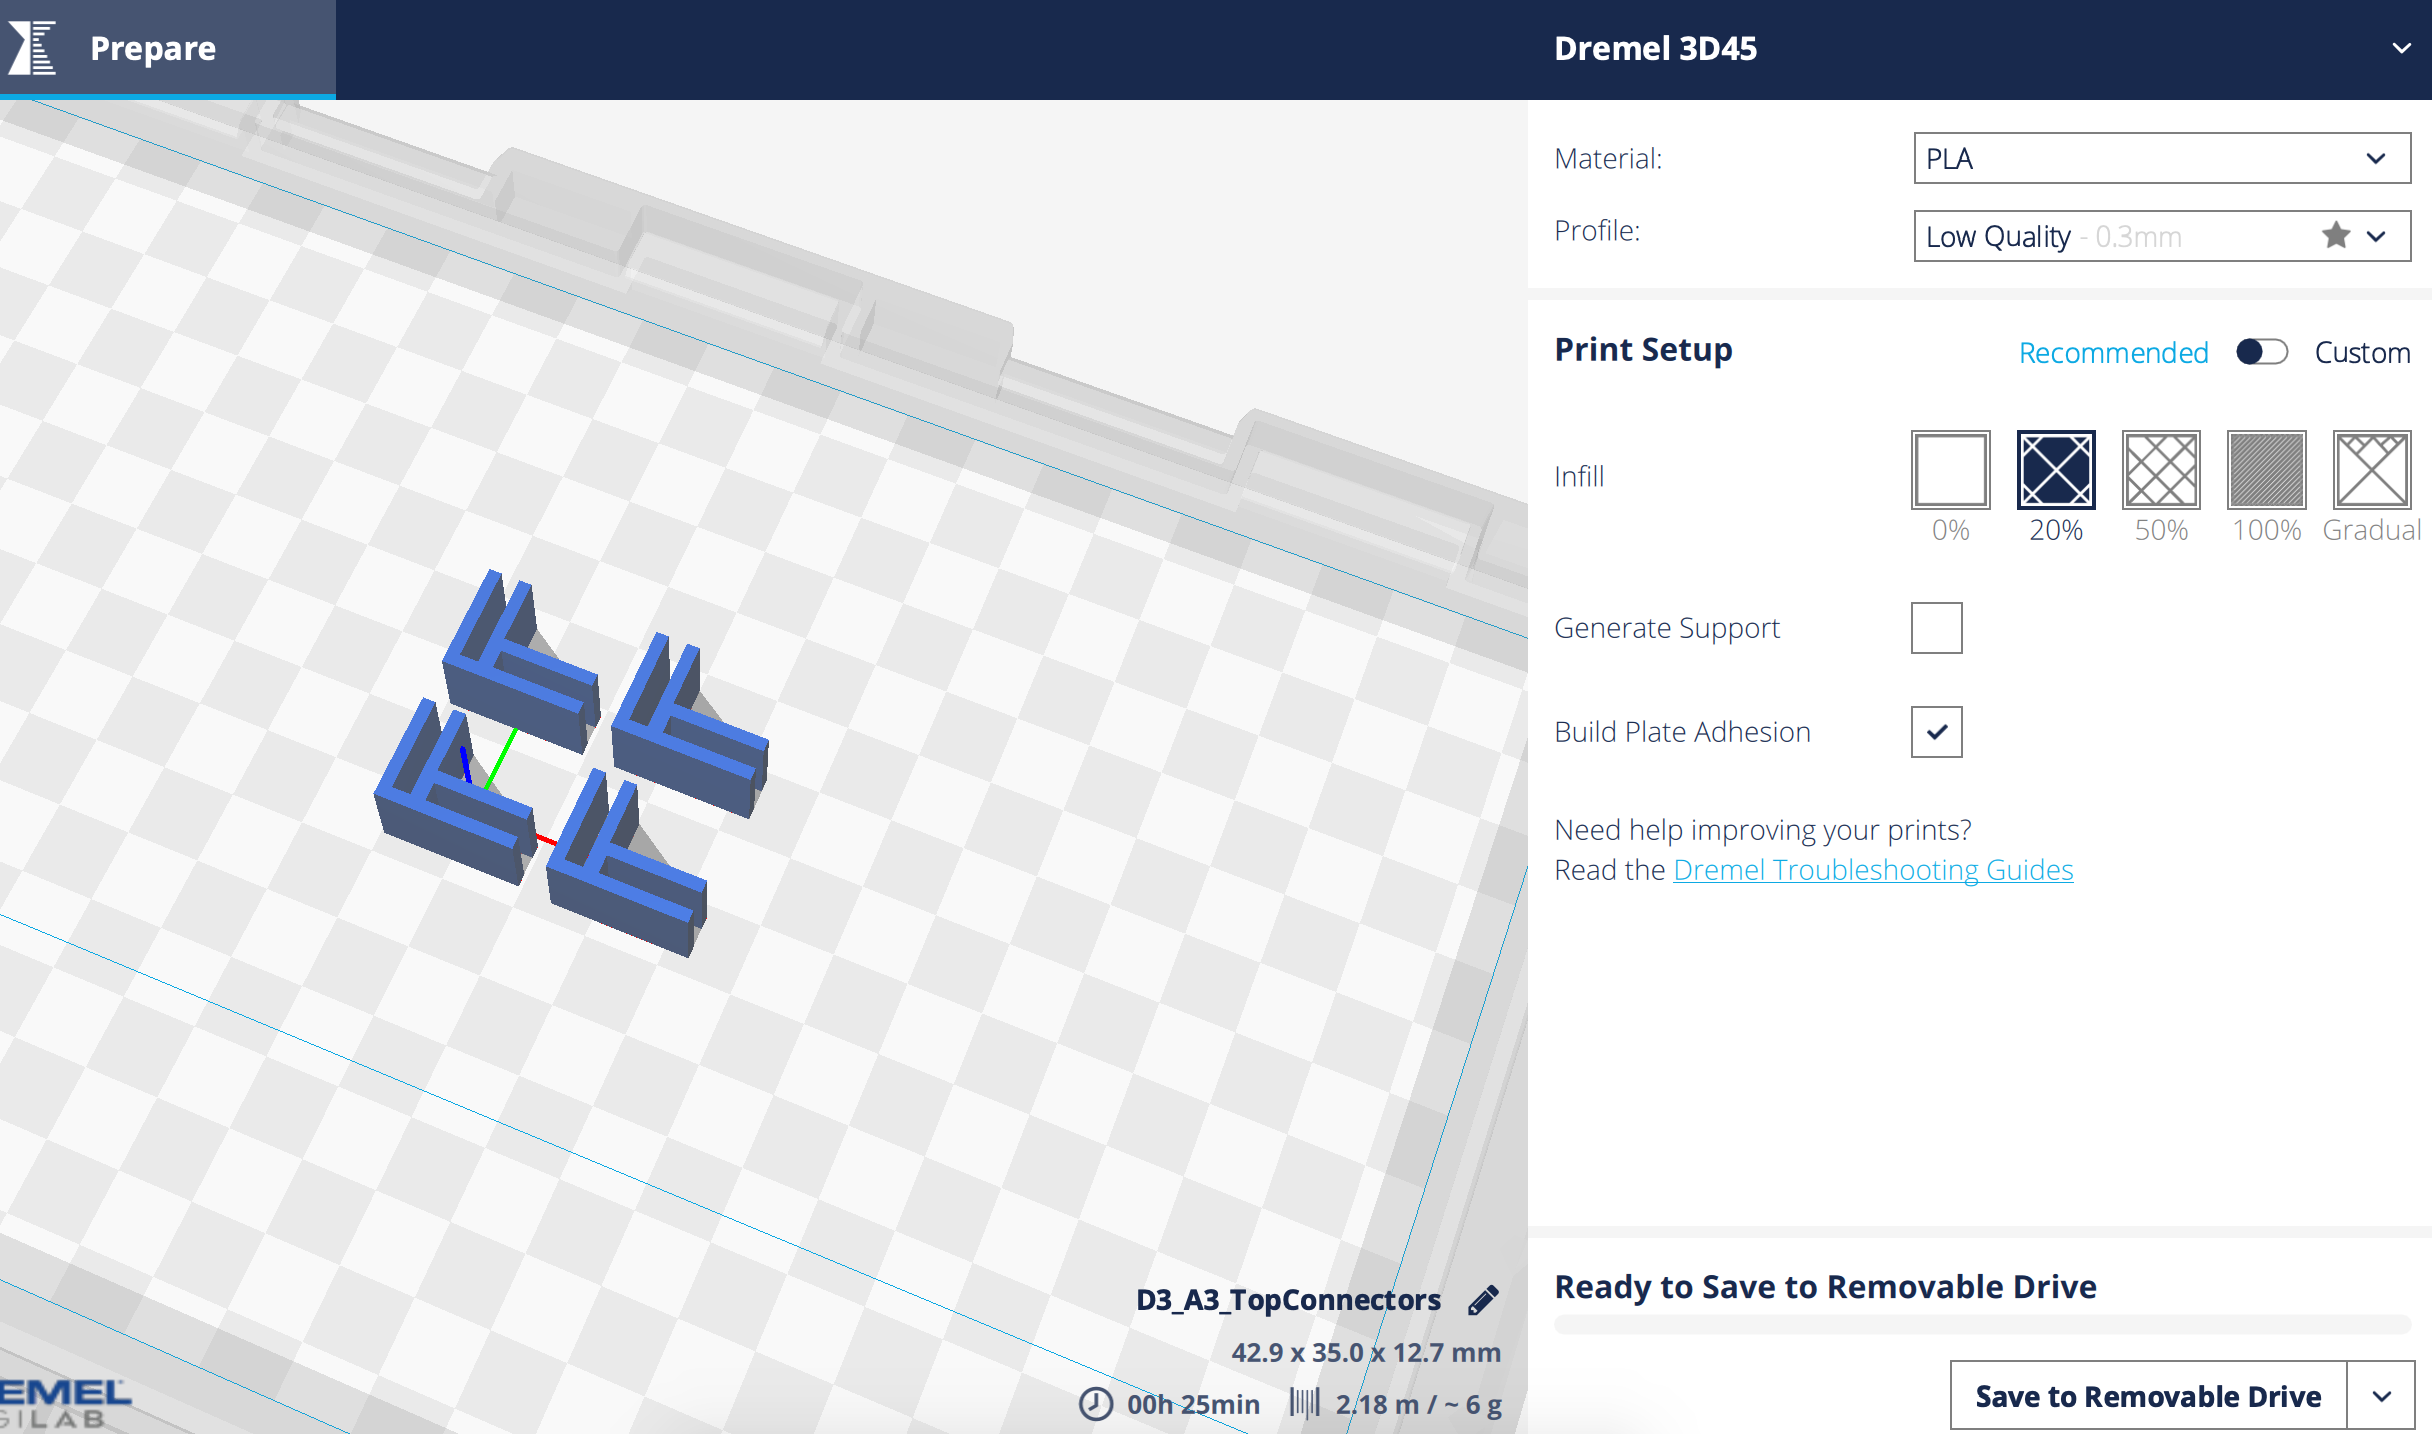 Prepare
Dremel 3D45
Material:
PLA
Profile:
Low Quality - 0.3mm
Print Setup
Recommended
Custom
Infill
0%
20%
50%
100%
Gradual
Generate Support
Build Plate Adhesion
Need help improving your prints?
Read the Dremel Troubleshooting Guides
D3_A3_TopConnectors
42.9 x 35.0 x 12.7 mm
00h 25min
2.18 m / ~ 6 g
EMEL
ILAB
Ready to Save to Removable Drive
Save to Removable Drive